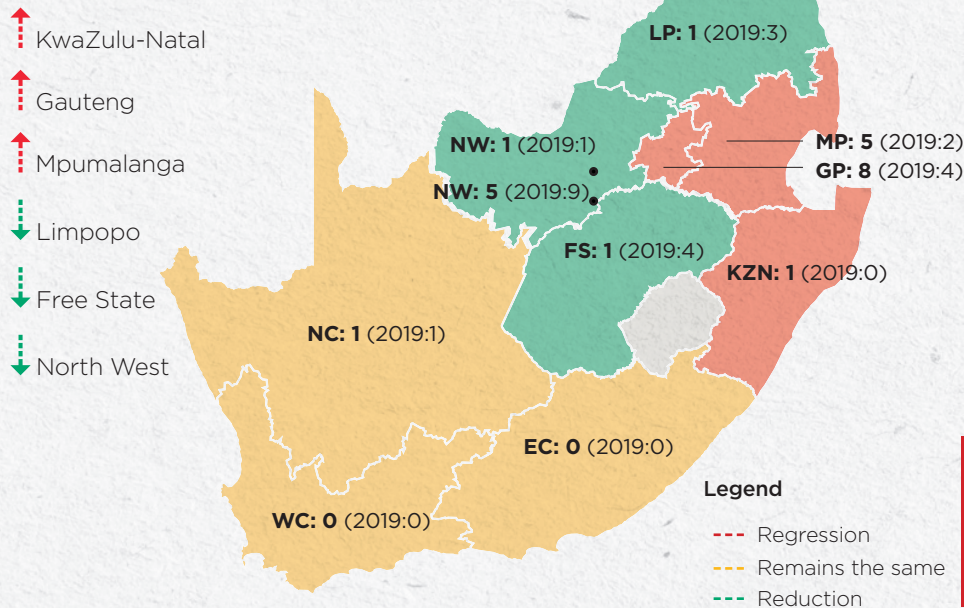 KwaZulu-Natal
Gauteng
Mpumalanga
Limpopo
Free State
North West
LP: 1 (2019:3)
NW: 1 (2019:1)
MP: 5 (2019:2)
GP: 8 (2019:4)
NW: 5 (2019:9)
FS: 1 (2019:4)
KZN: 1 (2019:0)
NC: 1 (2019:1)
EC: 0 (2019:0)
WC: 0 (2019:0)
Legend
Regression
Remains the same
Reduction